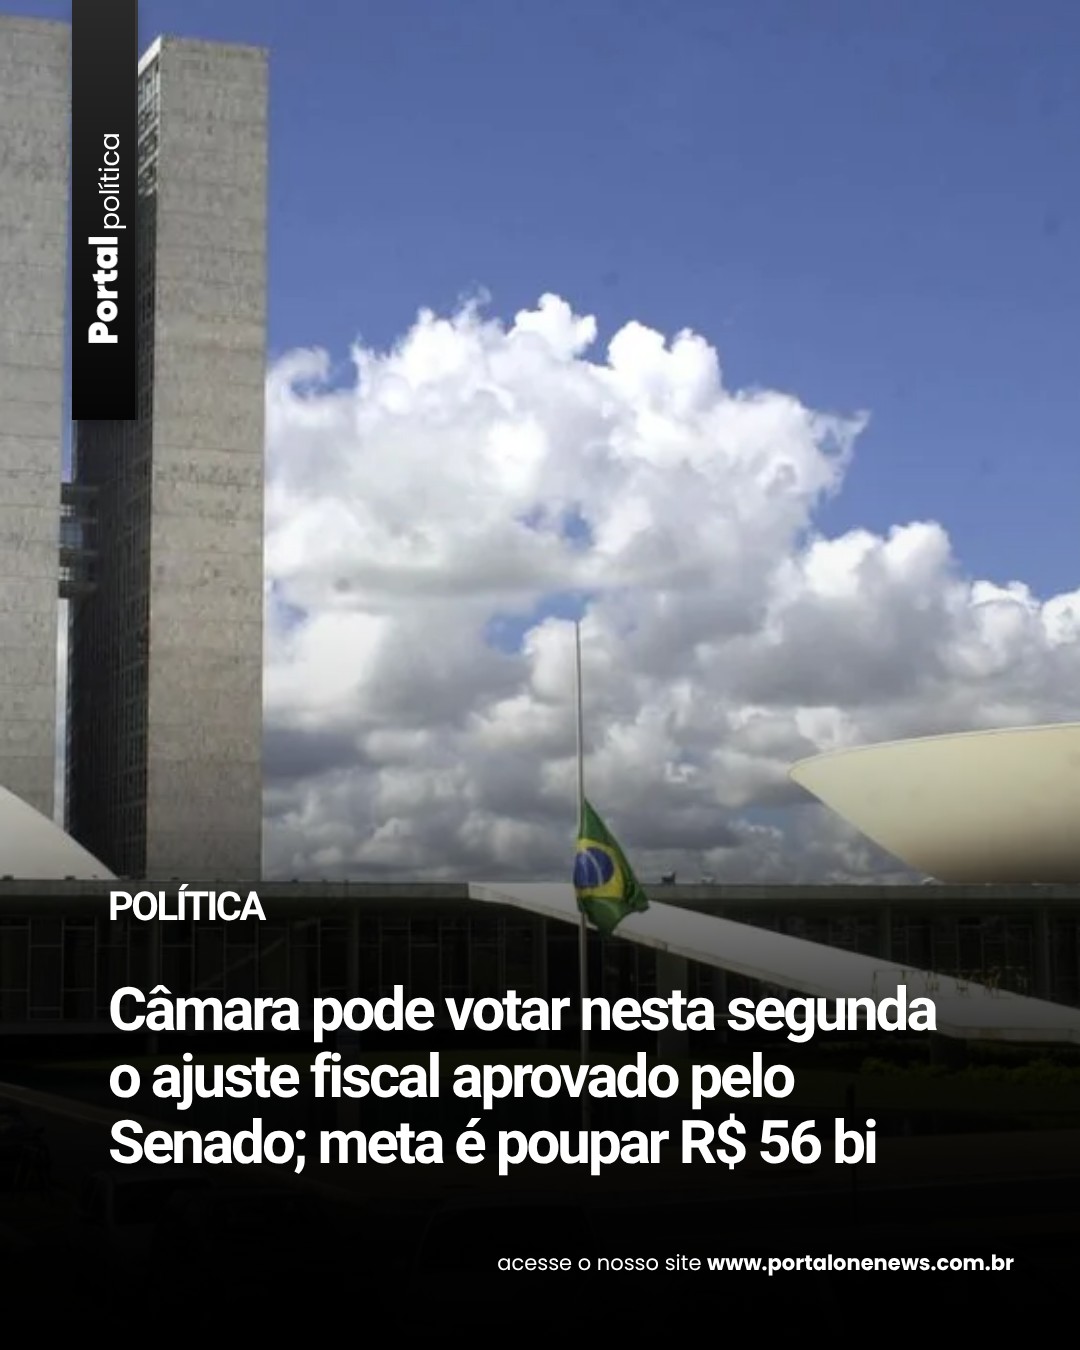 Portal política
POLÍTICA
Câmara pode votar nesta segunda
o ajuste fiscal aprovado pelo
Senado; meta é poupar R$ 56 bi
acesse o nosso site www.portalonenews.com.br